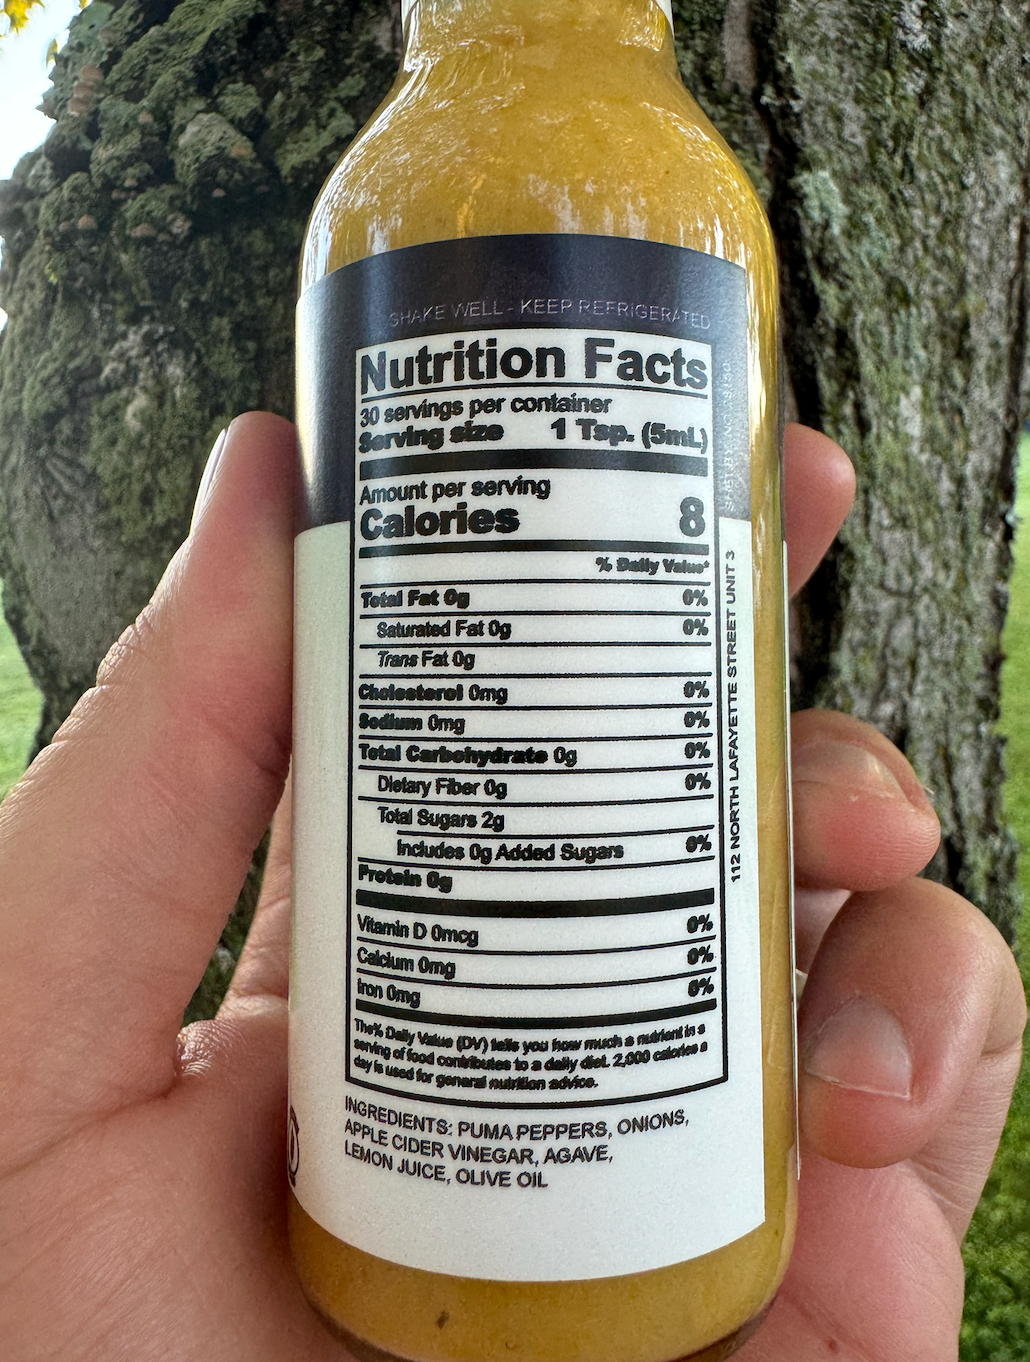 SHAKE WELL - KEEP REFRIGERATED
Nutrition Facts
30 servings per container
Serving size 1 Tsp. (5mL)
Amount per serving
Calories 8
% Daily Value*
Total Fat 0g 0%
Saturated Fat 0g 0%
Trans Fat 0g
Cholesterol 0mg 0%
Sodium 0mg 0%
Total Carbohydrate 0g 0%
Dietary Fiber 0g 0%
Total Sugars 2g
Includes 0g Added Sugars 0%
Protein 0g
Vitamin D 0mcg 0%
Calcium 0mg 0%
Iron 0mg 0%
The% Daily Value (DV) tells you how much a nutrient in a
serving of food contributes to a daily diet. 2,000 calories a
day is used for general nutrition advice.
INGREDIENTS: PUMA PEPPERS, ONIONS,
APPLE CIDER VINEGAR, AGAVE,
LEMON JUICE, OLIVE OIL
112 NORTH LAFAYETTE STREET UNIT 3